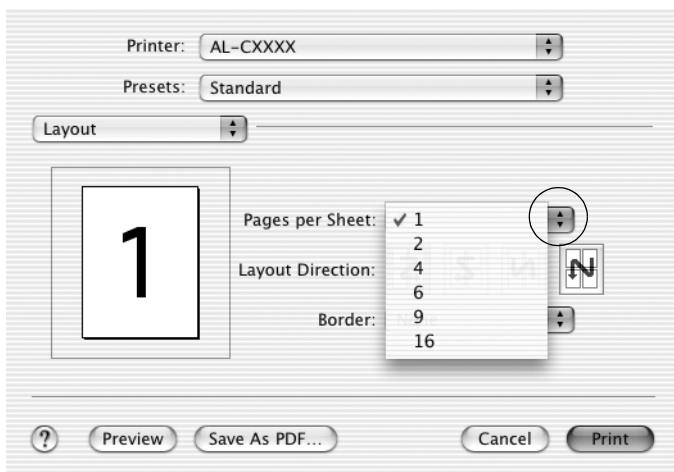 Printer: AL-CXXXX
Presets: Standard
Layout
1
Pages per Sheet: ✓ 1
2
4
6
9
16
Layout Direction:
Border:
? Preview Save As PDF... Cancel Print